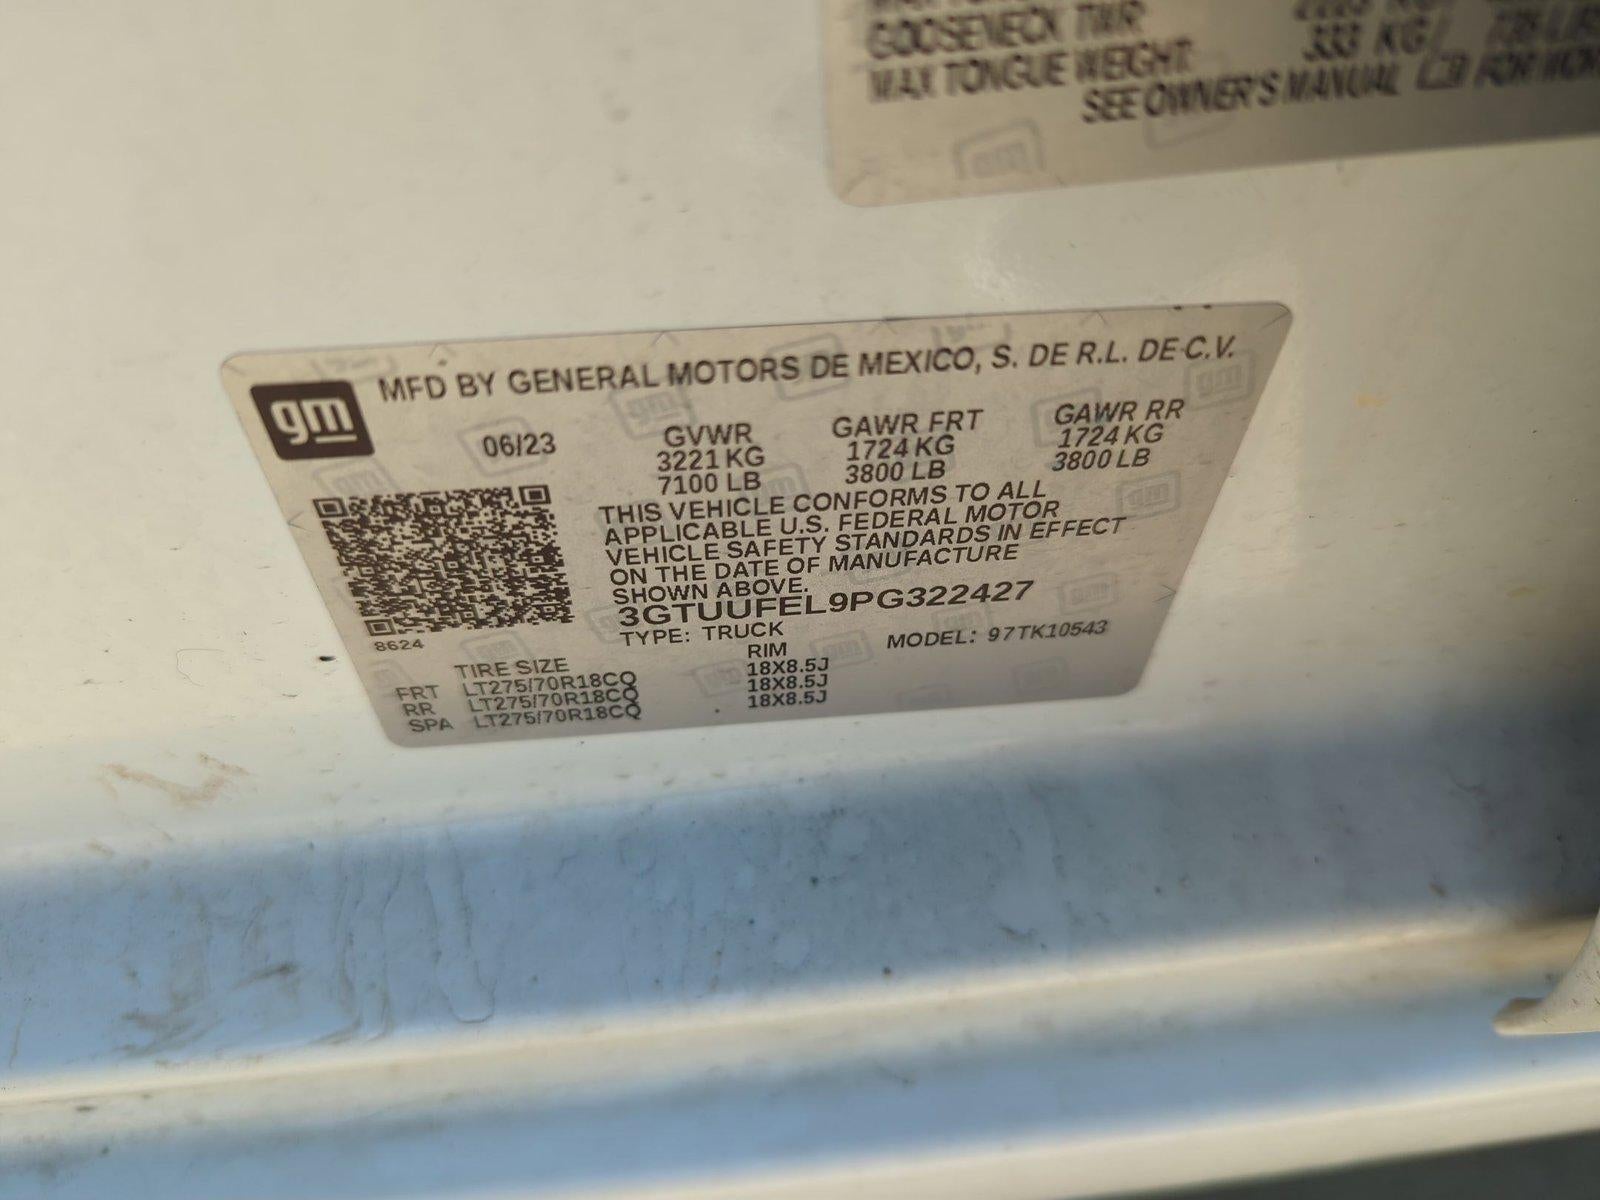 GOOSENECK TWR
MAX TONGUE WEIGHT: 333 KG/
SEE OWNER'S MANUAL FOR MORE
gm
MFD BY GENERAL MOTORS DE MEXICO, S. DE R.L. DE C.V.
06/23
GVWR GAWR FRT GAWR RR
3221 KG 1724 KG 1724 KG
7100 LB 3800 LB 3800 LB
THIS VEHICLE CONFORMS TO ALL
APPLICABLE U.S. FEDERAL MOTOR
VEHICLE SAFETY STANDARDS IN EFFECT
ON THE DATE OF MANUFACTURE
SHOWN ABOVE.
3GTUUFEL9PG322427
TYPE: TRUCK MODEL: 97TK10543
8624
TIRE SIZE RIM
FRT LT275/70R18CQ 18X8.5J
RR LT275/70R18CQ 18X8.5J
SPA LT275/70R18CQ 18X8.5J